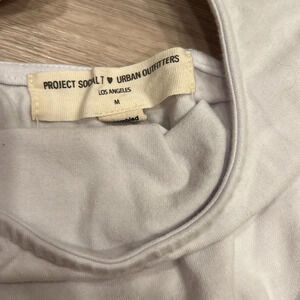 PROJECT SOCIAL T ♥ URBAN OUTFITTERS
LOS ANGELES
M